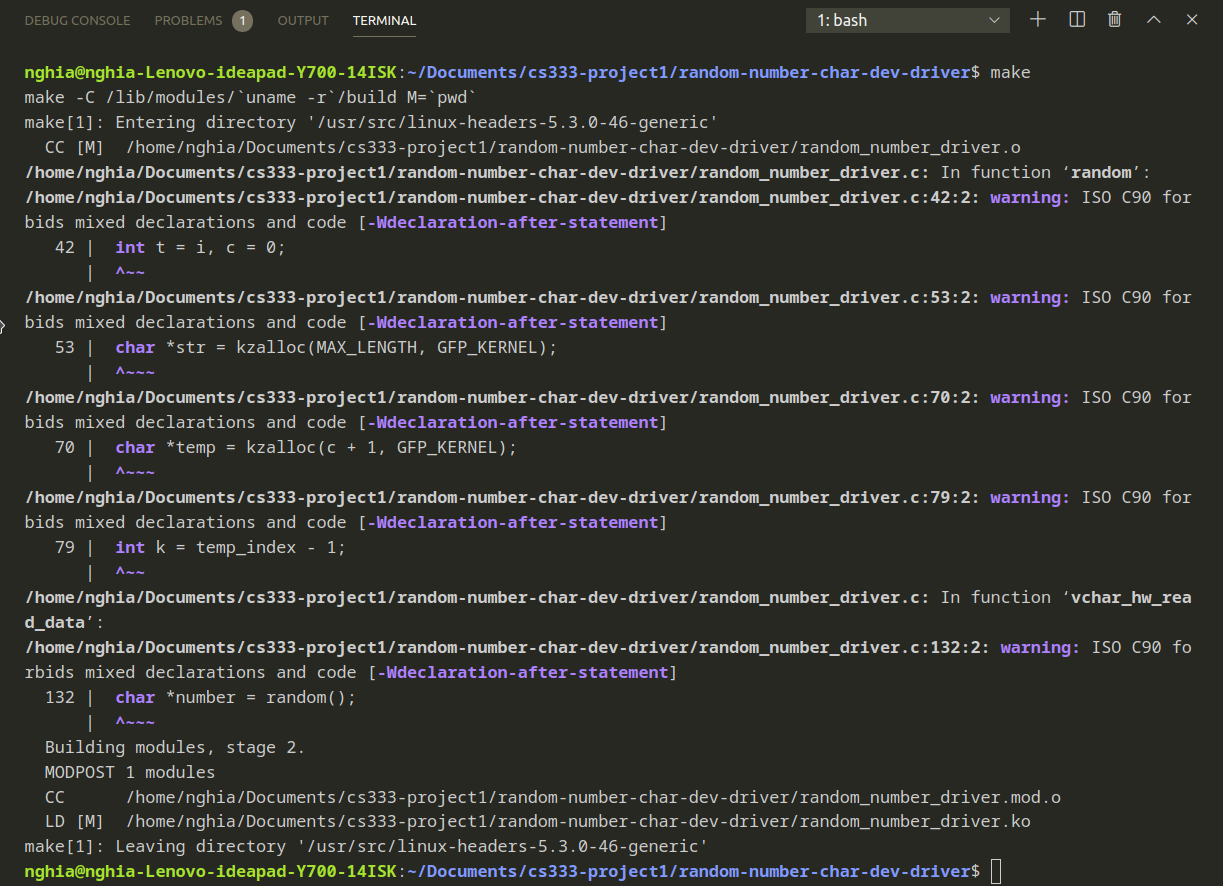 DEBUG CONSOLE PROBLEMS 1 OUTPUT TERMINAL 1: bash
nghia@nghia-Lenovo-ideapad-Y700-14ISK:~/Documents/cs333-project1/random-number-char-dev-driver$ make
make -C /lib/modules/`uname -r`/build M=`pwd`
make[1]: Entering directory '/usr/src/linux-headers-5.3.0-46-generic'
  CC [M]  /home/nghia/Documents/cs333-project1/random-number-char-dev-driver/random_number_driver.o
/home/nghia/Documents/cs333-project1/random-number-char-dev-driver/random_number_driver.c: In function ‘random’:
/home/nghia/Documents/cs333-project1/random-number-char-dev-driver/random_number_driver.c:42:2: warning: ISO C90 for
bids mixed declarations and code [-Wdeclaration-after-statement]
   42 |  int t = i, c = 0;
      |  ^~~
/home/nghia/Documents/cs333-project1/random-number-char-dev-driver/random_number_driver.c:53:2: warning: ISO C90 for
bids mixed declarations and code [-Wdeclaration-after-statement]
   53 |  char *str = kzalloc(MAX_LENGTH, GFP_KERNEL);
      |  ^~~~
/home/nghia/Documents/cs333-project1/random-number-char-dev-driver/random_number_driver.c:70:2: warning: ISO C90 for
bids mixed declarations and code [-Wdeclaration-after-statement]
   70 |  char *temp = kzalloc(c + 1, GFP_KERNEL);
      |  ^~~~
/home/nghia/Documents/cs333-project1/random-number-char-dev-driver/random_number_driver.c:79:2: warning: ISO C90 for
bids mixed declarations and code [-Wdeclaration-after-statement]
   79 |  int k = temp_index - 1;
      |  ^~~
/home/nghia/Documents/cs333-project1/random-number-char-dev-driver/random_number_driver.c: In function ‘vchar_hw_rea
d_data’:
/home/nghia/Documents/cs333-project1/random-number-char-dev-driver/random_number_driver.c:132:2: warning: ISO C90 fo
rbids mixed declarations and code [-Wdeclaration-after-statement]
  132 |  char *number = random();
      |  ^~~~
  Building modules, stage 2.
  MODPOST 1 modules
  CC      /home/nghia/Documents/cs333-project1/random-number-char-dev-driver/random_number_driver.mod.o
  LD [M]  /home/nghia/Documents/cs333-project1/random-number-char-dev-driver/random_number_driver.ko
make[1]: Leaving directory '/usr/src/linux-headers-5.3.0-46-generic'
nghia@nghia-Lenovo-ideapad-Y700-14ISK:~/Documents/cs333-project1/random-number-char-dev-driver$